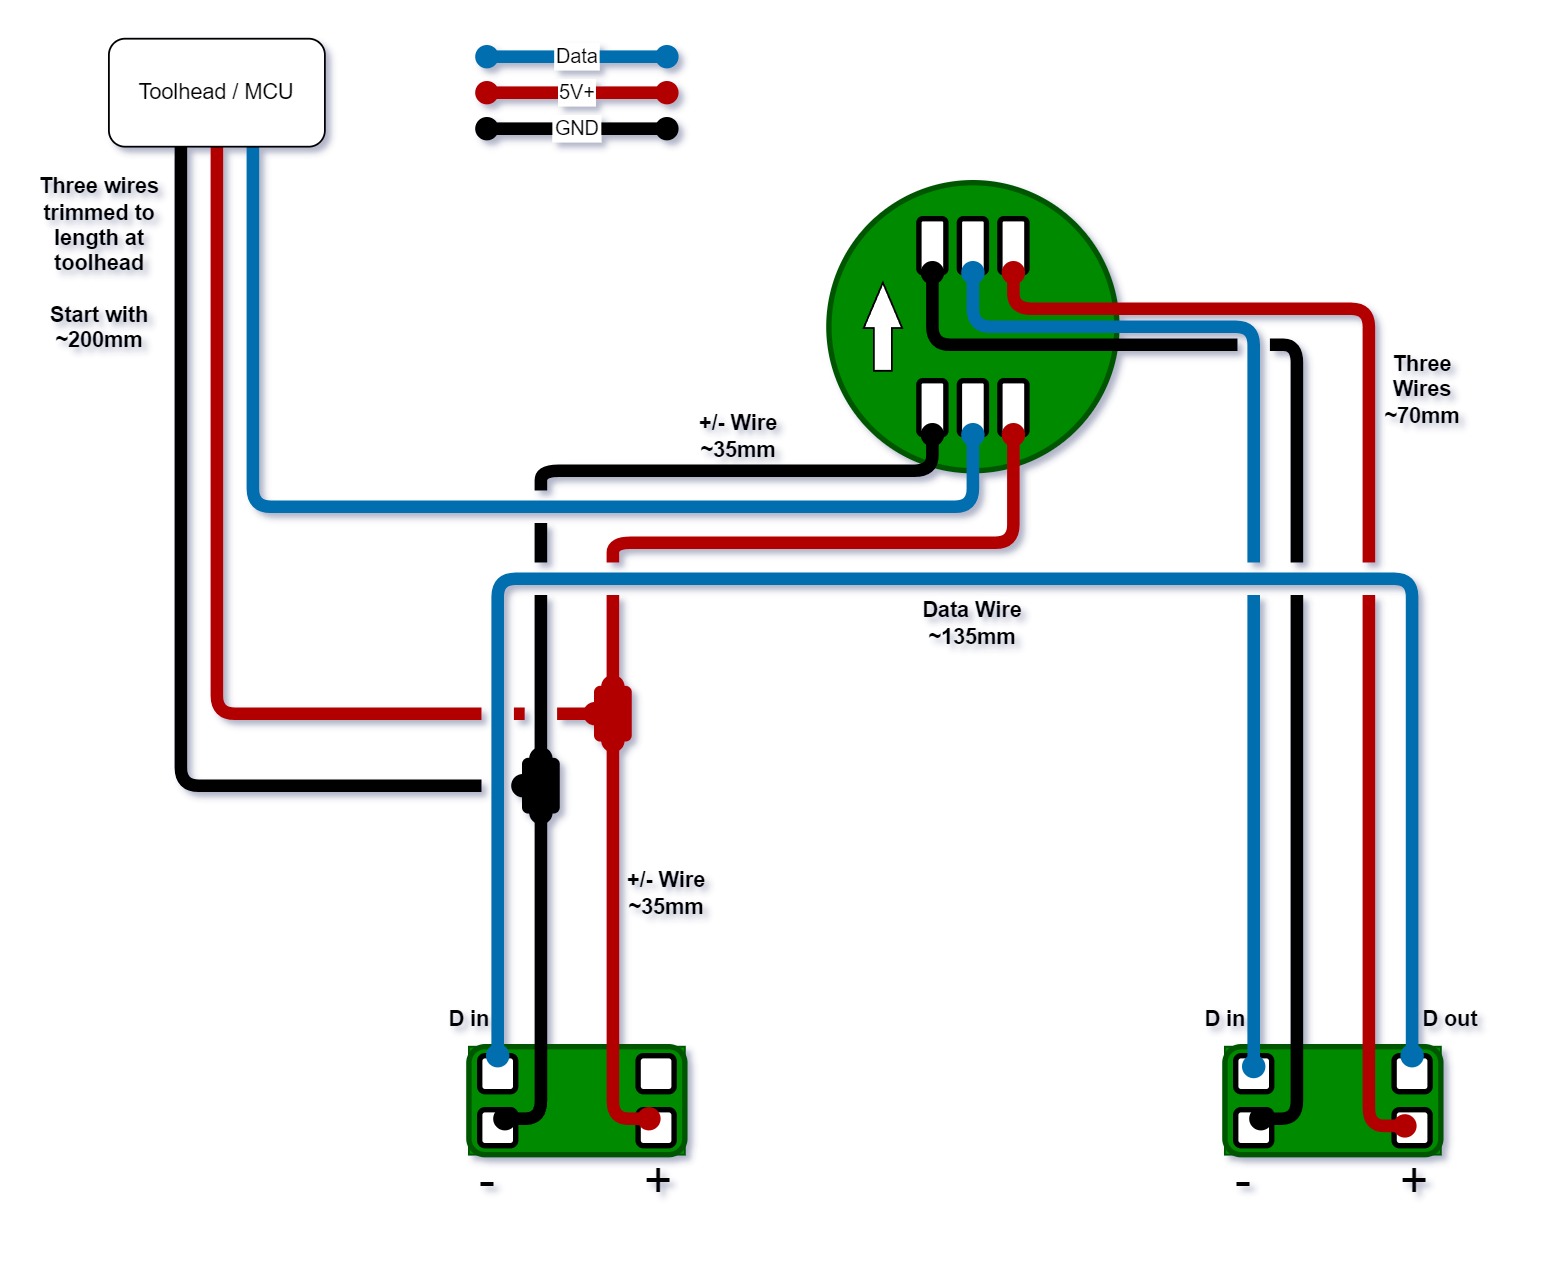 Toolhead / MCU
Data
5V+
GND
Three wires
trimmed to
length at
toolhead
Start with
~200mm
+/- Wire
~35mm
Three
Wires
~70mm
Data Wire
~135mm
+/- Wire
~35mm
D in
D in
D out
-
+
-
+